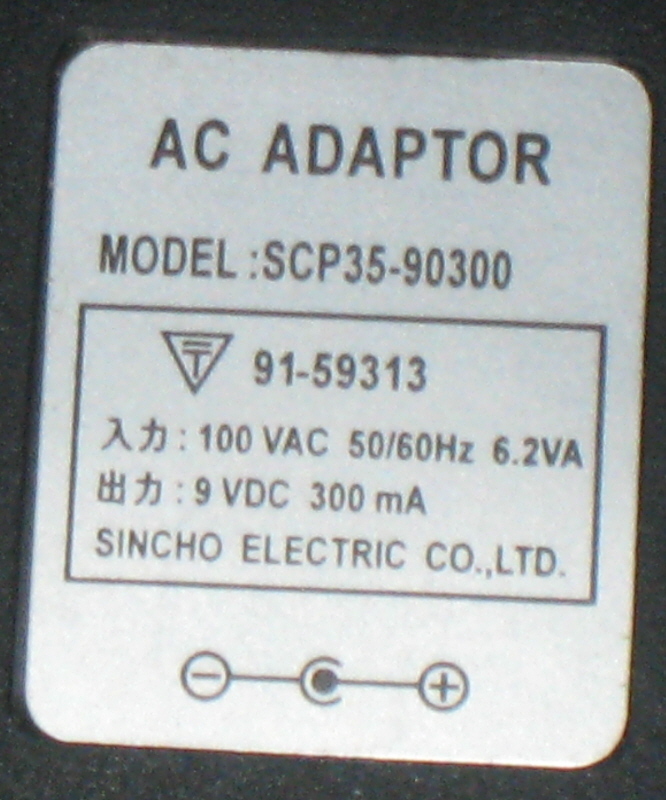 AC ADAPTOR
MODEL :SCP35-90300
91-59313
入力 : 100 VAC 50/60Hz 6.2VA
出力 : 9 VDC 300 mA
SINCHO ELECTRIC CO.,LTD.